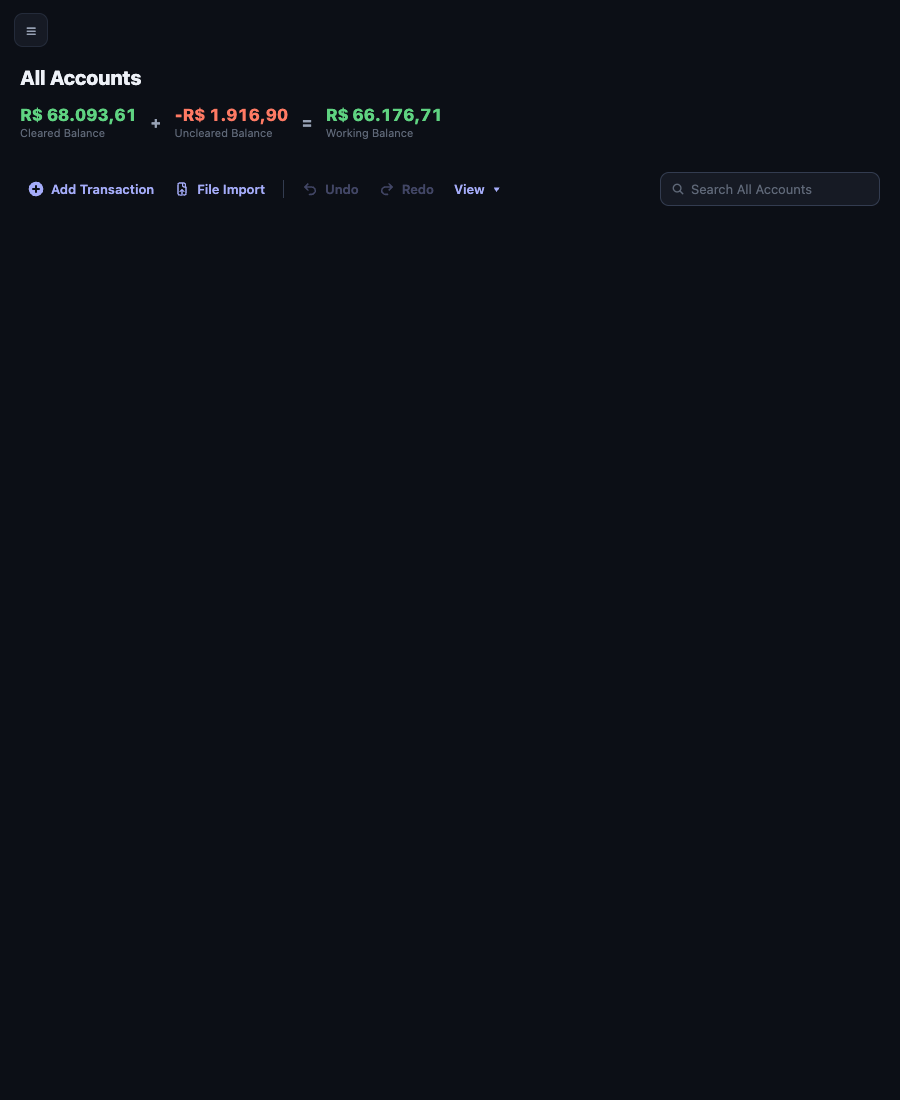 All Accounts
R$ 68.093,61 + -R$ 1.916,90 = R$ 66.176,71
Cleared Balance Uncleared Balance Working Balance
Add Transaction File Import Undo Redo View Search All Accounts